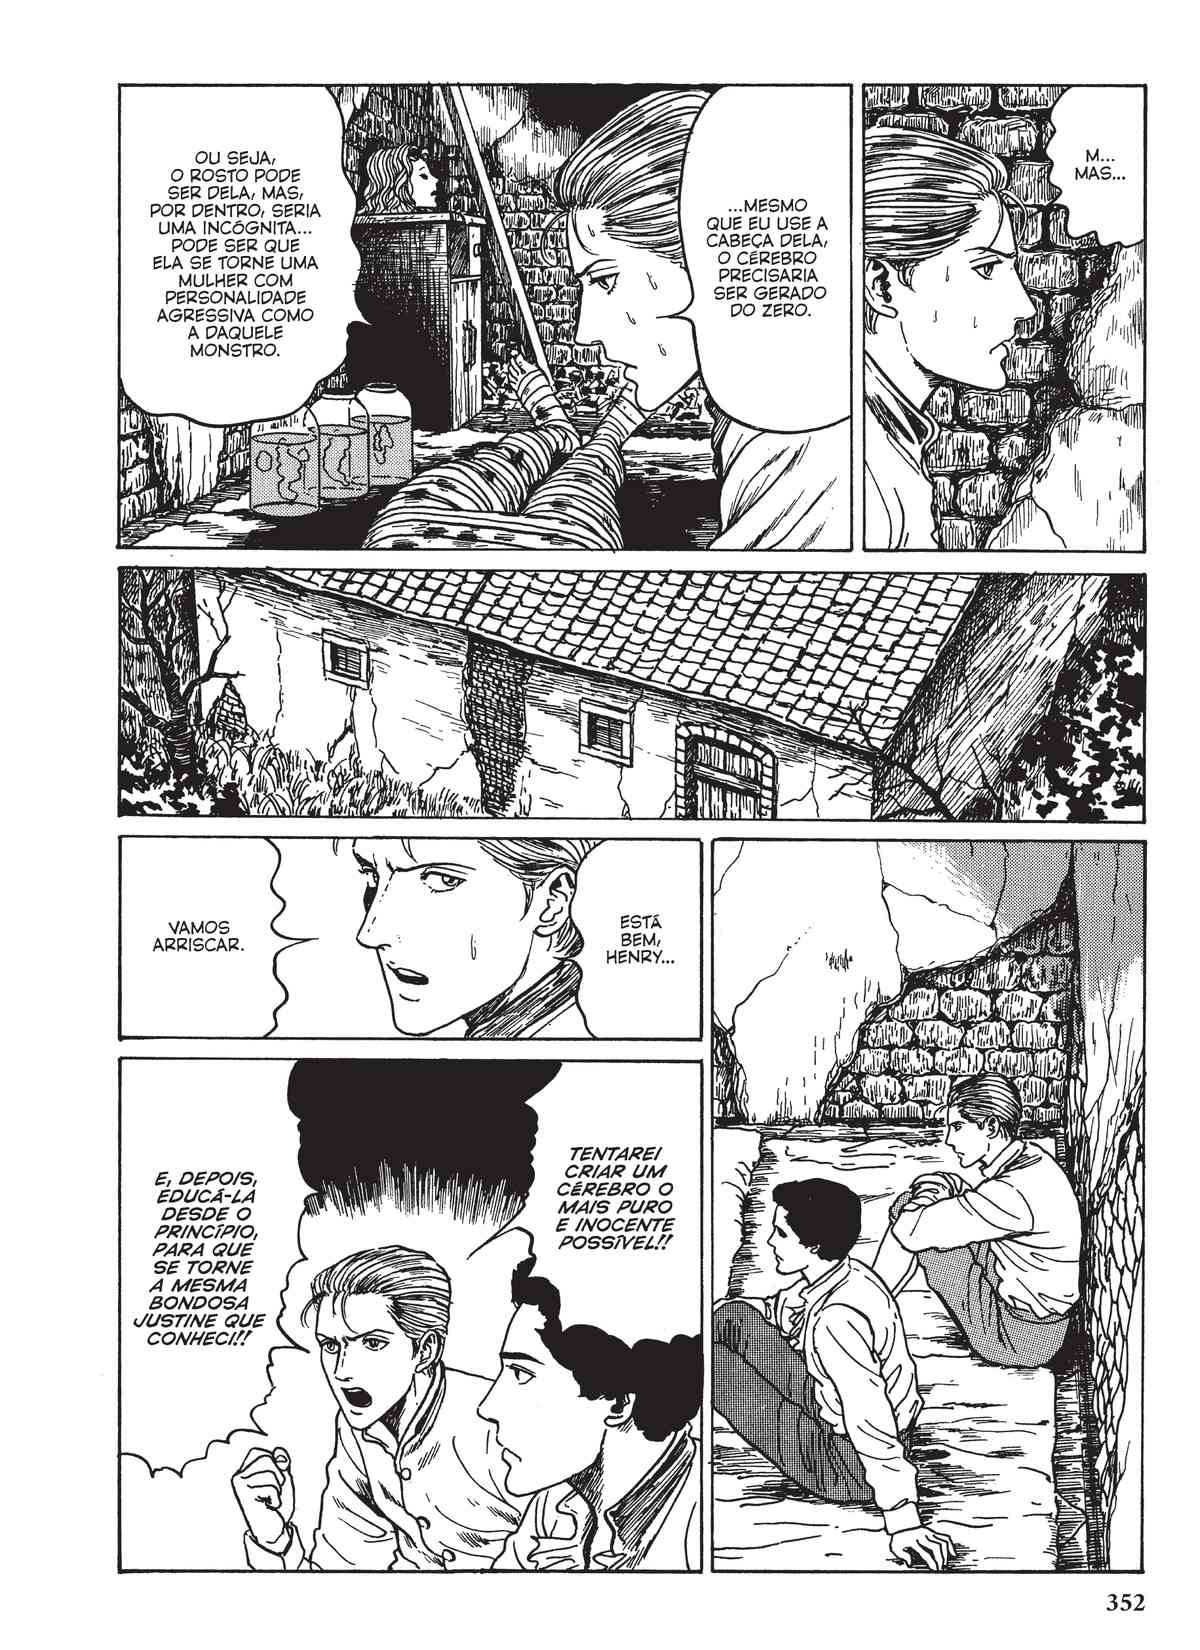 M...
MAS...
...MESMO
QUE EU USE A
CABEÇA DELA,
O CÉREBRO
PRECISARIA
SER GERADO
DO ZERO.
OU SEJA,
O ROSTO PODE
SER DELA, MAS,
POR DENTRO, SERIA
UMA INCÓGNITA...
PODE SER QUE
ELA SE TORNE UMA
MULHER COM
PERSONALIDADE
AGRESSIVA COMO
A DAQUELE
MONSTRO.
ESTÁ
BEM,
HENRY...
VAMOS
ARRISCAR.
TENTAREI
CRIAR UM
CÉREBRO O
MAIS PURO
E INOCENTE
POSSÍVEL!!
E, DEPOIS,
EDUCÁ-LA
DESDE O
PRINCÍPIO,
PARA QUE
SE TORNE
A MESMA
BONDOSA
JUSTINE QUE
CONHECI!!
352